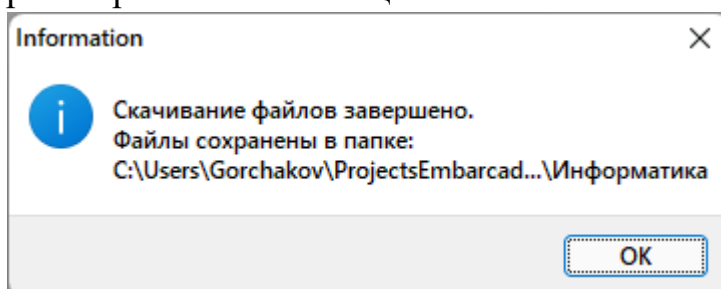 Information
Скачивание файлов завершено.
Файлы сохранены в папке:
C:\Users\Gorchakov\ProjectsEmbarcad...\Информатика
OK